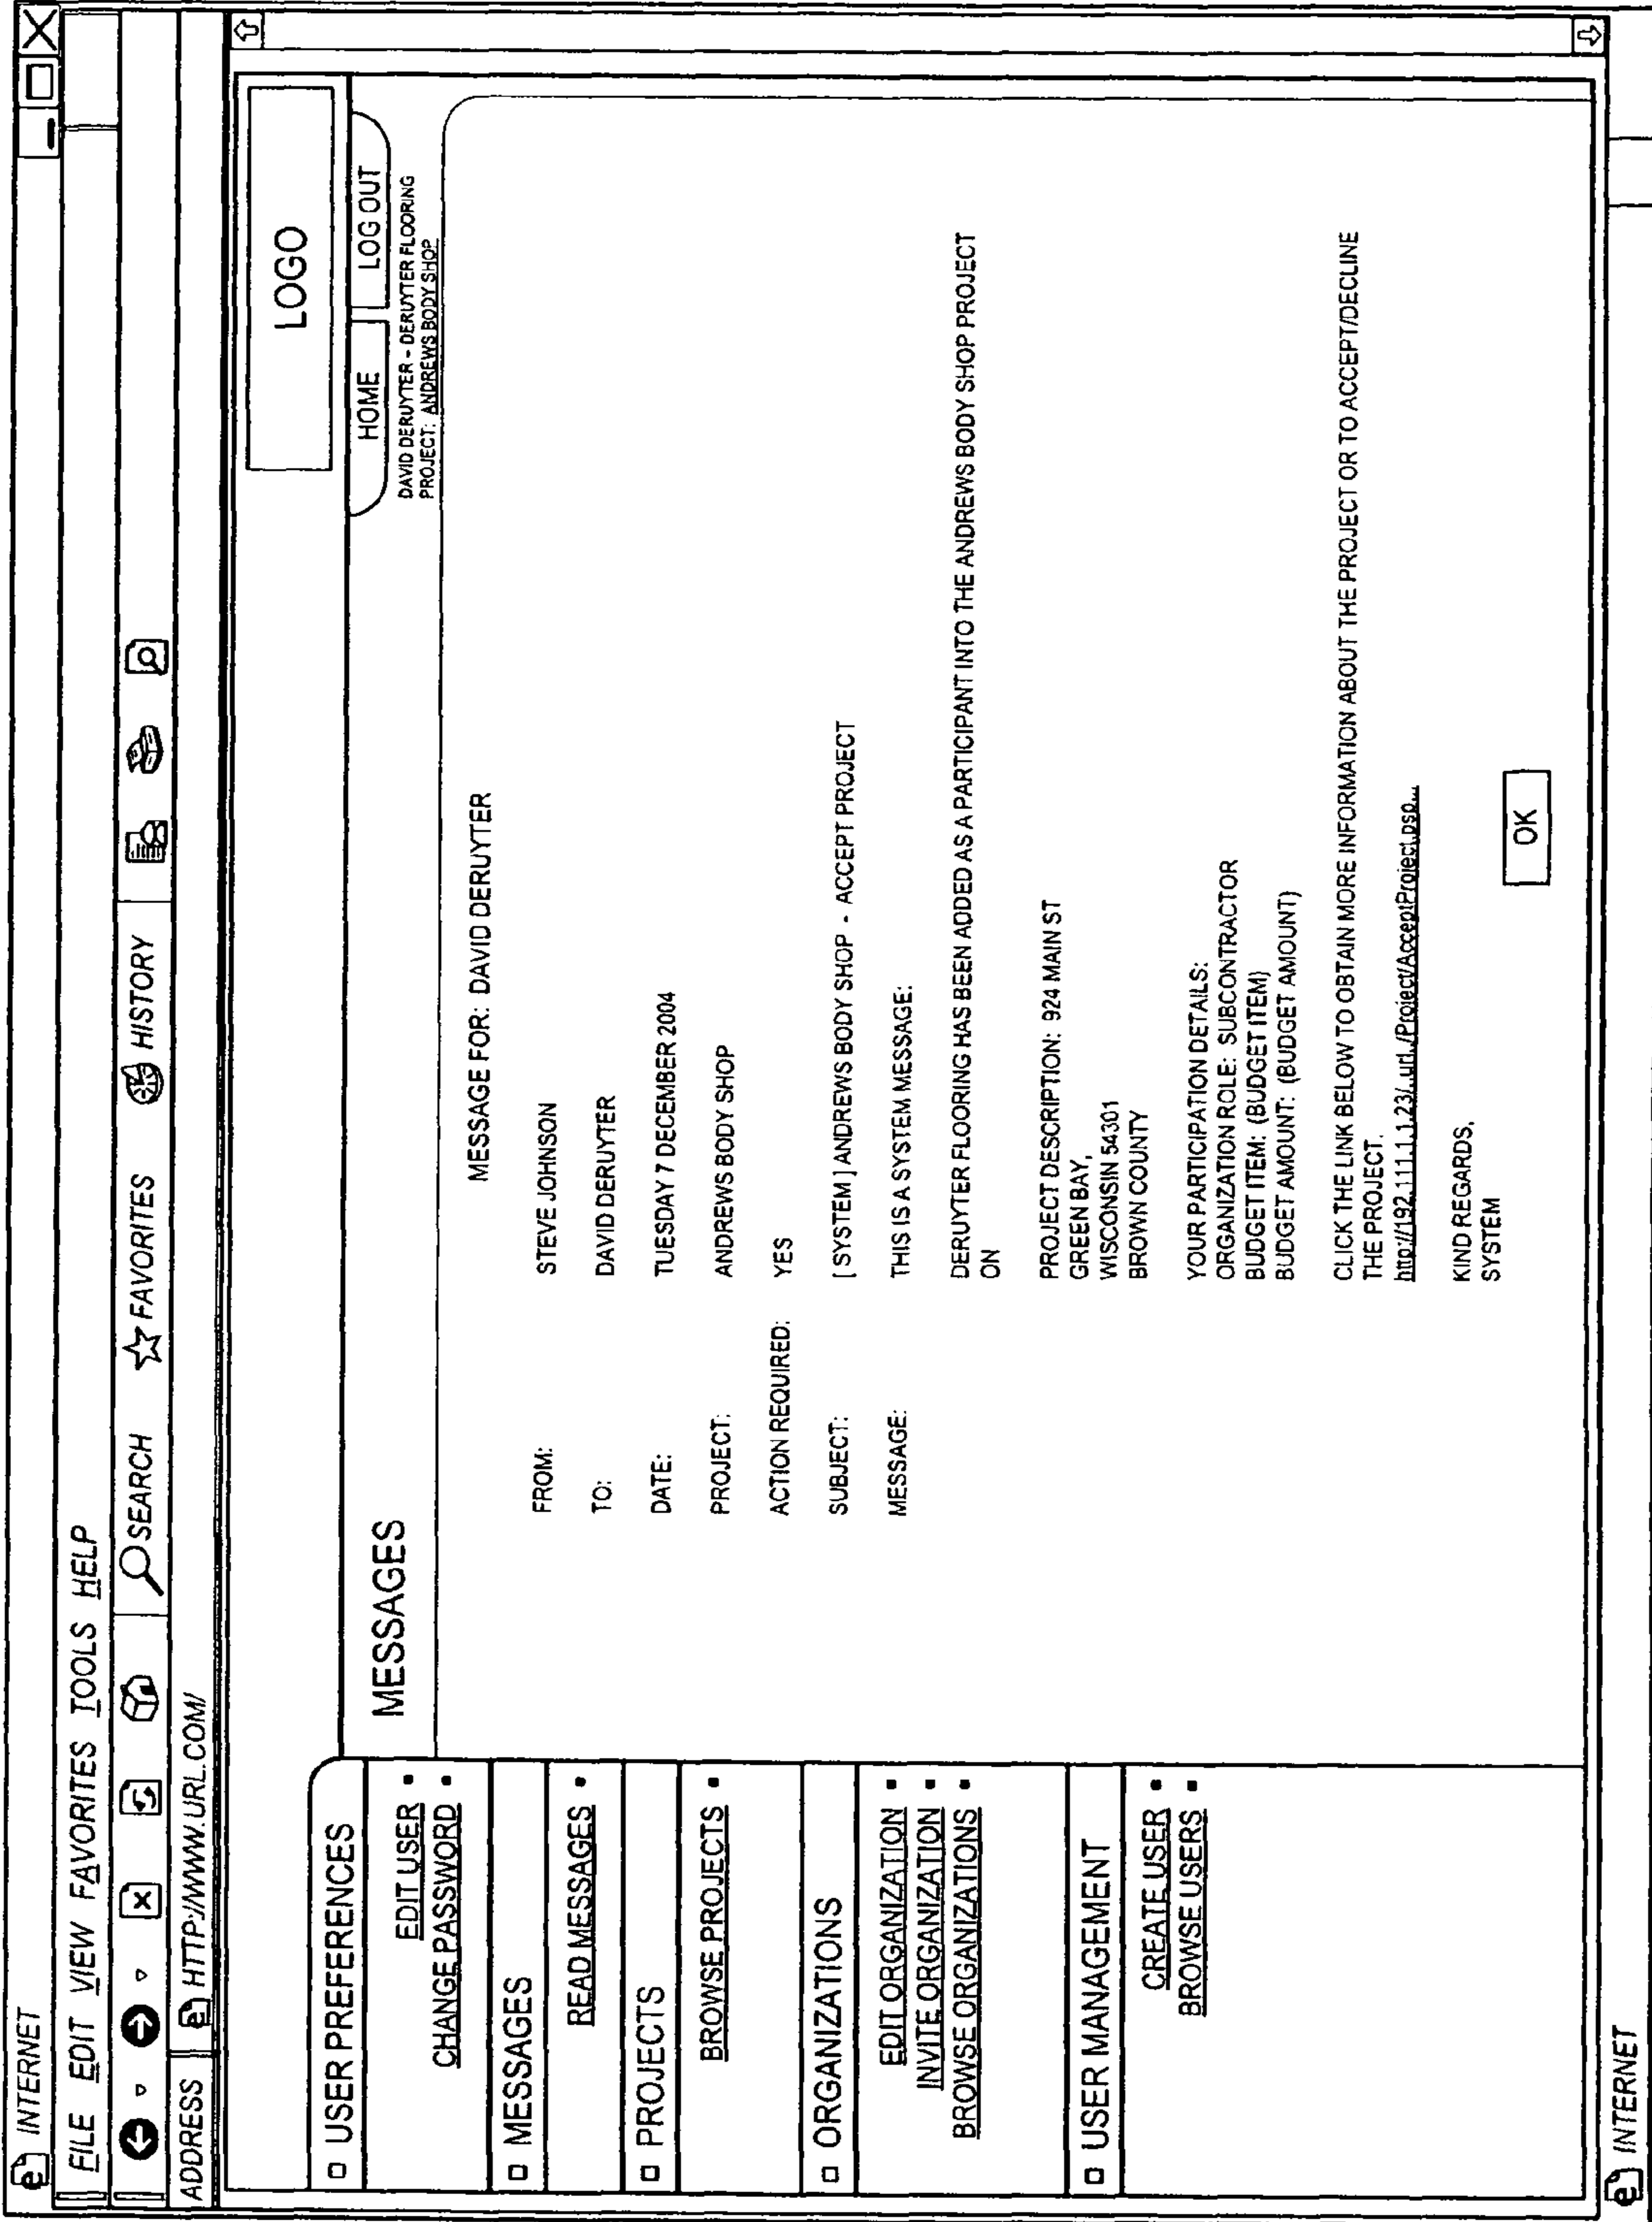 INTERNET
FILE EDIT VIEW FAVORITES TOOLS HELP
SEARCH FAVORITES HISTORY
ADDRESS HTTP://WWW.URL.COM/
LOGO
HOME LOG OUT
DAVID DERUYTER - DERUYTER FLOORING
PROJECT: ANDREWS BODY SHOP
USER PREFERENCES
EDIT USER
CHANGE PASSWORD
MESSAGES
READ MESSAGES
PROJECTS
BROWSE PROJECTS
ORGANIZATIONS
EDIT ORGANIZATION
INVITE ORGANIZATION
BROWSE ORGANIZATIONS
USER MANAGEMENT
CREATE USER
BROWSE USERS
MESSAGES
MESSAGE FOR: DAVID DERUYTER
FROM: STEVE JOHNSON
TO: DAVID DERUYTER
DATE: TUESDAY 7 DECEMBER 2004
PROJECT: ANDREWS BODY SHOP
ACTION REQUIRED: YES
SUBJECT: [ SYSTEM ] ANDREWS BODY SHOP - ACCEPT PROJECT
MESSAGE: THIS IS A SYSTEM MESSAGE:
DERUYTER FLOORING HAS BEEN ADDED AS A PARTICIPANT INTO THE ANDREWS BODY SHOP PROJECT
ON
PROJECT DESCRIPTION: 924 MAIN ST
GREEN BAY,
WISCONSIN 54301
BROWN COUNTY
YOUR PARTICIPATION DETAILS:
ORGANIZATION ROLE: SUBCONTRACTOR
BUDGET ITEM: (BUDGET ITEM)
BUDGET AMOUNT: (BUDGET AMOUNT)
CLICK THE LINK BELOW TO OBTAIN MORE INFORMATION ABOUT THE PROJECT OR TO ACCEPT/DECLINE
THE PROJECT.
http://192.111.1.23/.url./Project/AcceptProject.psp...
KIND REGARDS,
SYSTEM
OK
INTERNET